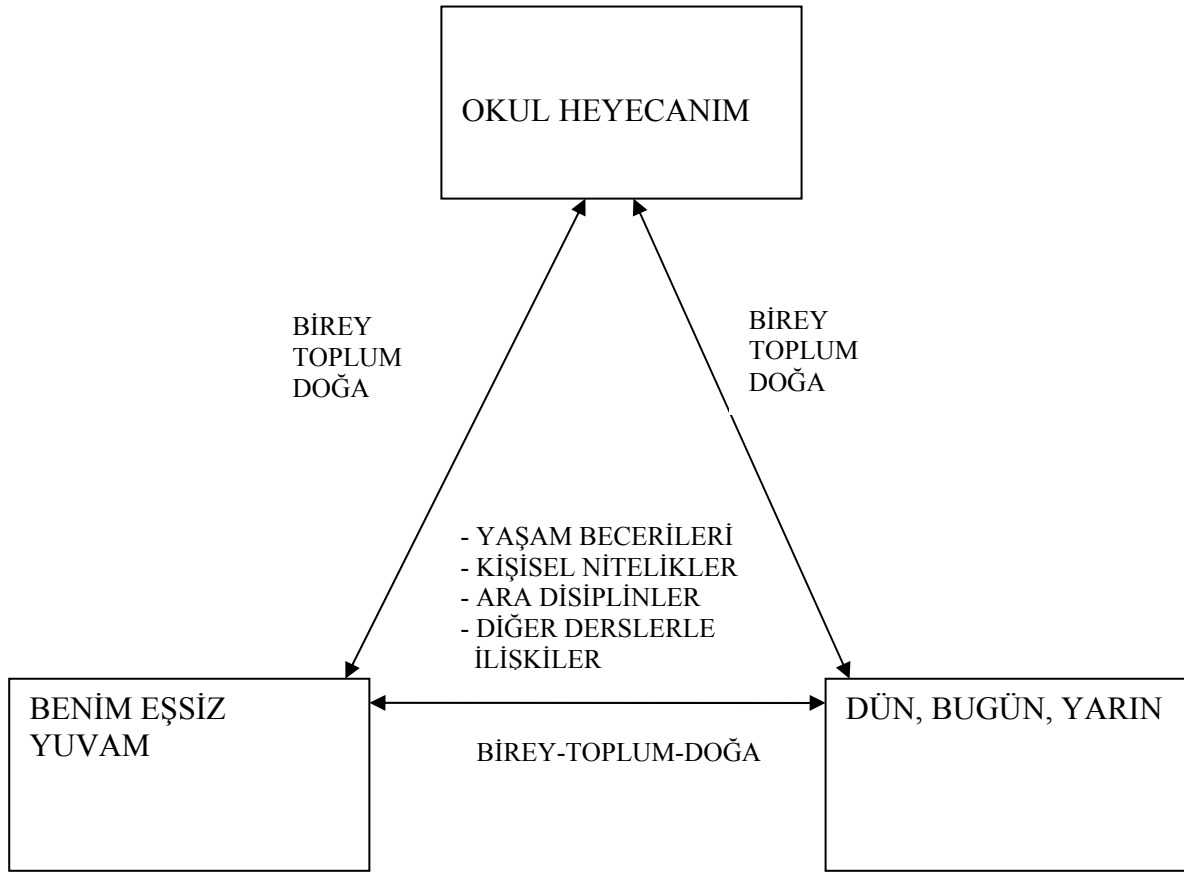 OKUL HEYECANIM
BİREY
TOPLUM
DOĞA
BİREY
TOPLUM
DOĞA
- YAŞAM BECERİLERİ
- KİŞİSEL NİTELİKLER
- ARA DISİPLİNLER
- DİĞER DERSLERLE
İLİŞKİLER
BENİM EŞSİZ
YUVAM
BİREY-TOPLUM-DOĞA
DÜN, BUGÜN, YARIN